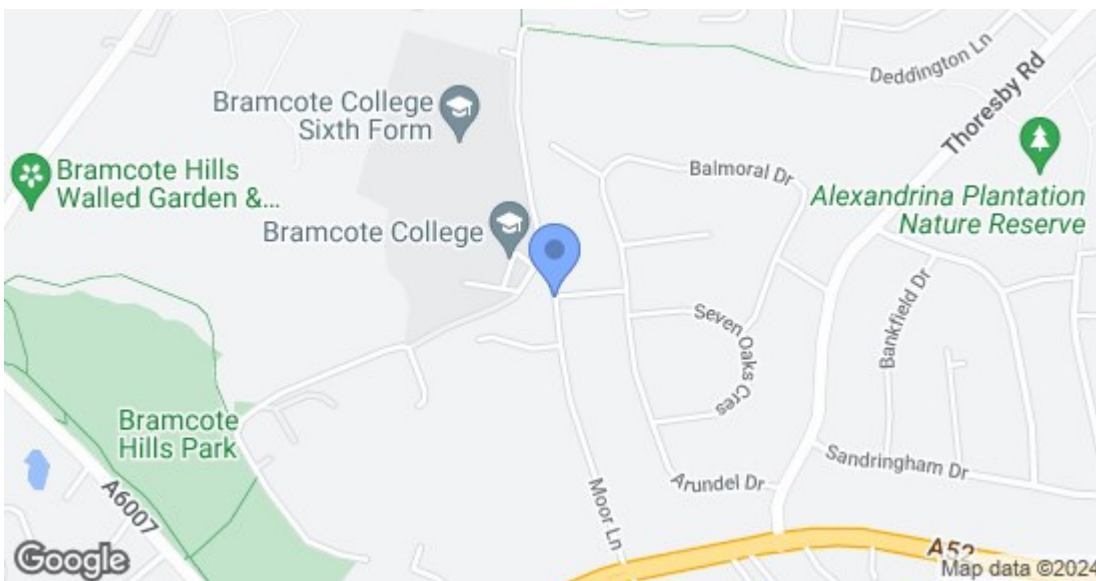 Deddington Ln
Thoresby Rd
Bramcote College
Sixth Form
Balmoral Dr
Bramcote Hills
Walled Garden &...
Alexandrina Plantation
Nature Reserve
Bramcote College
Bankfield Dr
Seven Oaks Cres
Bramcote
Hills Park
Sandringham Dr
Arundel Dr
A6007
Moor Ln
A52
Google
Map data ©2024